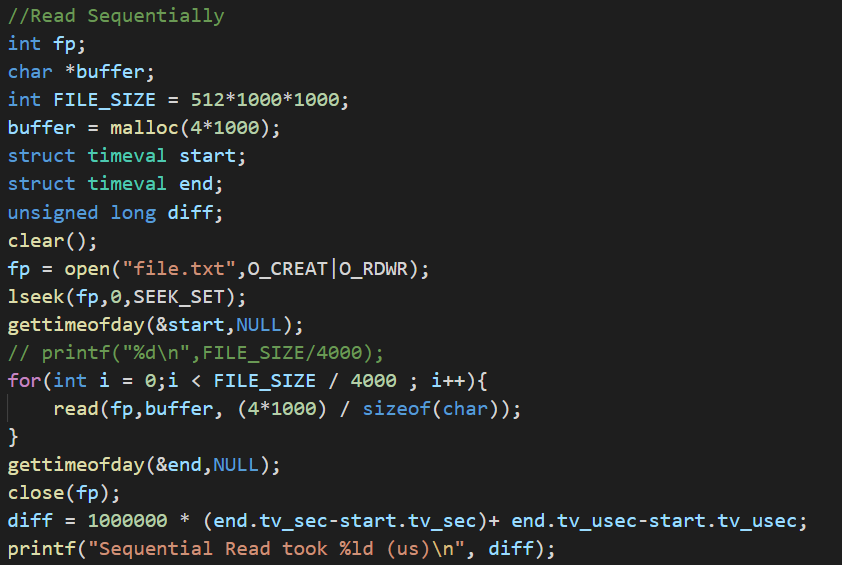 //Read Sequentially
int fp;
char *buffer;
int FILE_SIZE = 512*1000*1000;
buffer = malloc(4*1000);
struct timeval start;
struct timeval end;
unsigned long diff;
clear();
fp = open("file.txt",O_CREAT|O_RDWR);
lseek(fp,0,SEEK_SET);
gettimeofday(&start,NULL);
// printf("%d\n",FILE_SIZE/4000);
for(int i = 0;i < FILE_SIZE / 4000 ; i++){
    read(fp,buffer, (4*1000) / sizeof(char));
}
gettimeofday(&end,NULL);
close(fp);
diff = 1000000 * (end.tv_sec-start.tv_sec)+ end.tv_usec-start.tv_usec;
printf("Sequential Read took %ld (us)\n", diff);